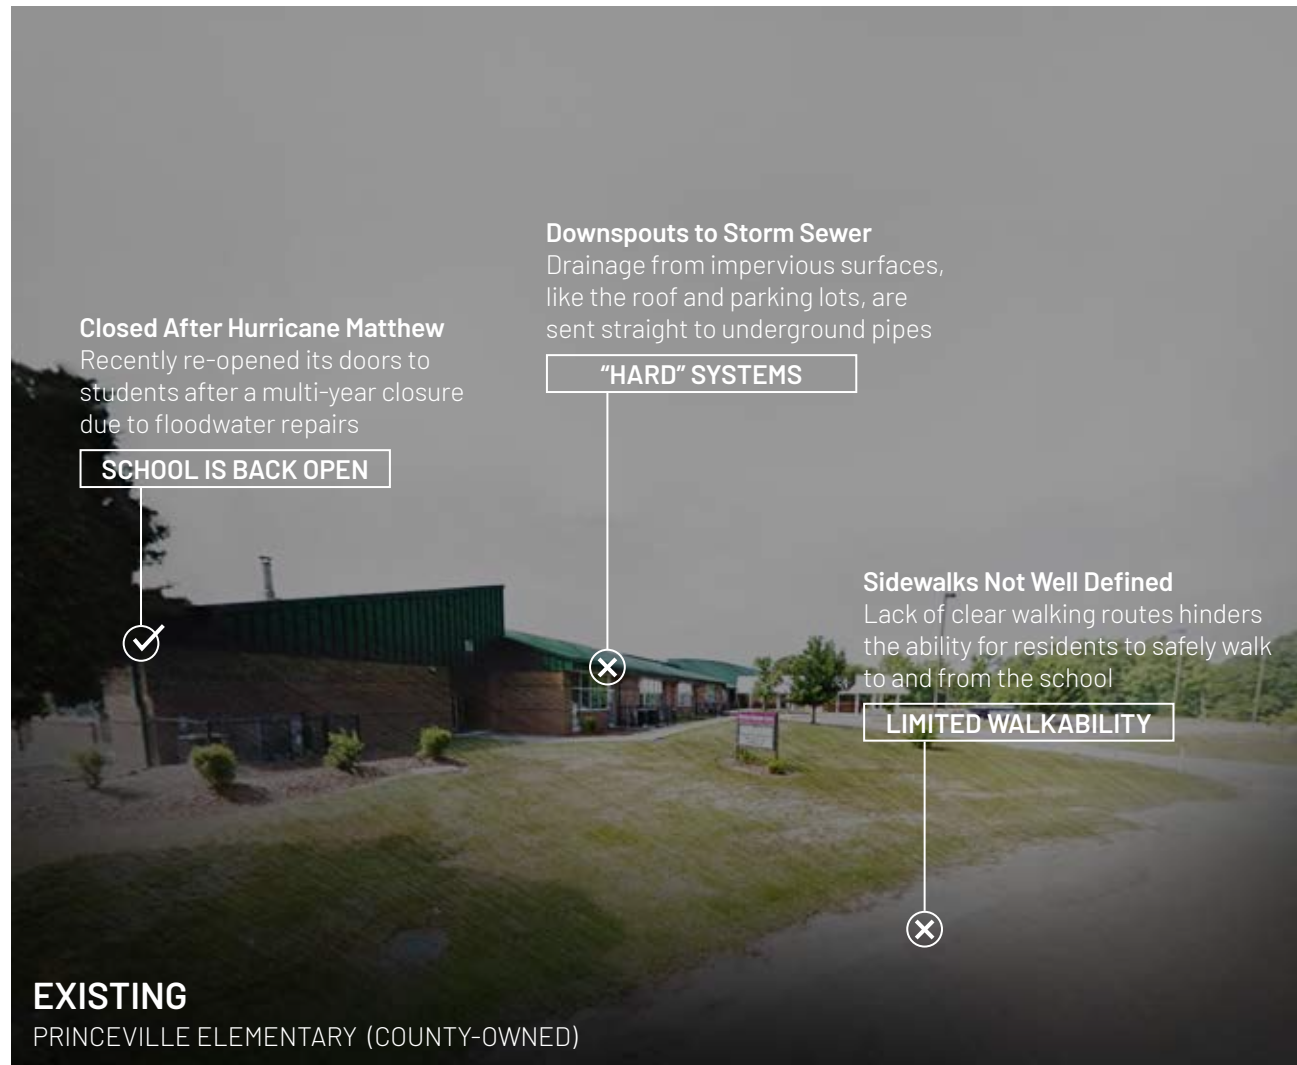 Downspouts to Storm Sewer
Drainage from impervious surfaces,
like the roof and parking lots, are
sent straight to underground pipes
“HARD” SYSTEMS
Closed After Hurricane Matthew
Recently re-opened its doors to
students after a multi-year closure
due to floodwater repairs
SCHOOL IS BACK OPEN
Sidewalks Not Well Defined
Lack of clear walking routes hinders
the ability for residents to safely walk
to and from the school
LIMITED WALKABILITY
EXISTING
PRINCEVILLE ELEMENTARY (COUNTY-OWNED)